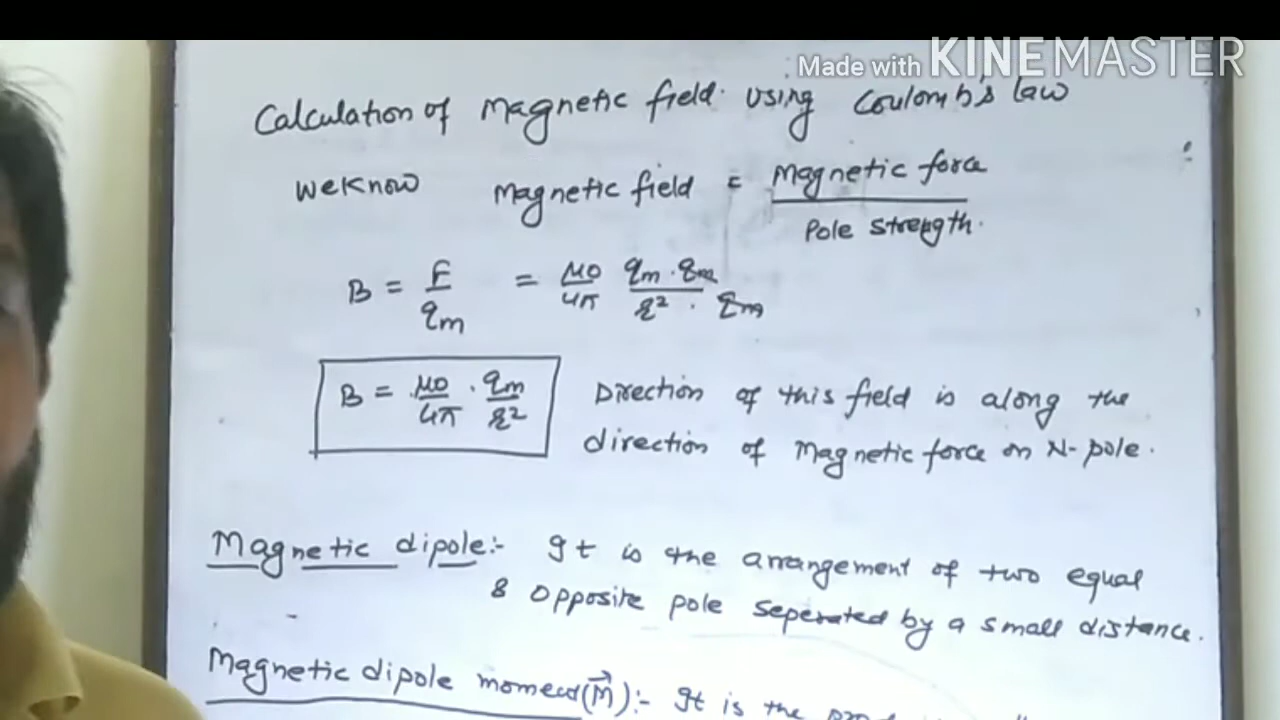 Made with KINEMASTER
Calculation of Magnetic field using Coulomb's law
We Know Magnetic field = Magnetic force / Pole strength.
B = F/qm = μ0/4π qm·qm/r²·qm
B = μ0/4π · qm/r² Direction of this field is along the
direction of Magnetic force on N-pole.
Magnetic dipole:- It is the arrangement of two equal
& opposite pole seperated by a small distance.
Magnetic dipole moment (M⃗):- It is the